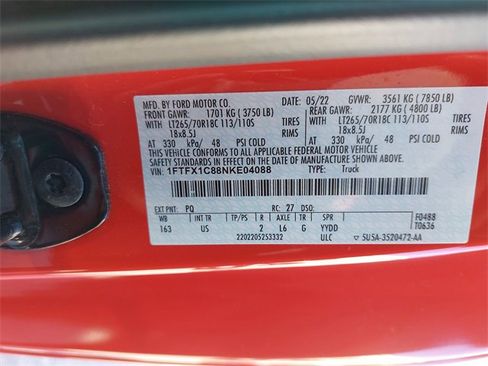 MFD. BY FORD MOTOR CO. 05/22 GVWR: 3561 KG ( 7850 LB)
FRONT GAWR: 1701 KG ( 3750 LB) REAR GAWR: 2177 KG ( 4800 LB)
WITH LT265/70R18C 113/110S TIRES WITH LT265/70R18C 113/110S TIRES
18x8.5J RIMS 18x8.5J RIMS
AT 330 kPa/ 48 PSI COLD AT 330 kPa/ 48 PSI COLD
THIS VEHICLE CONFORMS TO ALL APPLICABLE FEDERAL MOTOR VEHICLE
SAFETY STANDARDS IN EFFECT ON THE DATE OF MANUFACTURE SHOWN ABOVE.
VIN: 1FTFX1C88NKE04088 TYPE: Truck
EXT PNT: PQ RC: 27 DSO: F0488
WB INT TR TP/PS R AXLE TR SPR T0636
163 US 2 L6 G YYDD
2202205253332 ULC ▽ 5U5A-3520472-AA